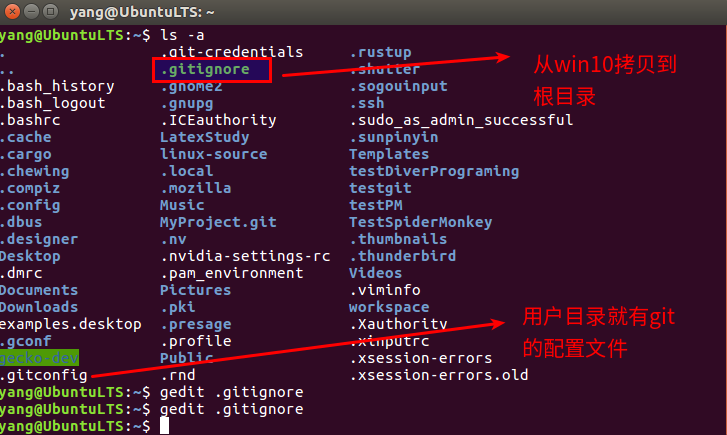 yang@UbuntuLTS: ~
yang@UbuntuLTS:~$ ls -a
. .git-credentials .rustup
.. .gitignore .shutter
.bash_history .gnome2 .sogouinput
.bash_logout .gnupg .ssh
.bashrc .ICEauthority .sudo_as_admin_successful
.cache LatexStudy .sunpinyin
.cargo linux-source Templates
.chewing .local testDiverPrograming
.compiz .mozilla testgit
.config Music testPM
.dbus MyProject.git TestSpiderMonkey
.designer .nv .thumbnails
Desktop .nvidia-settings-rc .thunderbird
.dmrc .pam_environment Videos
Documents Pictures .viminfo
Downloads .pki workspace
examples.desktop .presage .Xauthority
.gconf .profile .xinputrc
gecko-dev Public .xsession-errors
.gitconfig .rnd .xsession-errors.old
yang@UbuntuLTS:~$ gedit .gitignore
yang@UbuntuLTS:~$ gedit .gitignore
yang@UbuntuLTS:~$
从win10拷贝到
根目录
用户目录就有git
的配置文件